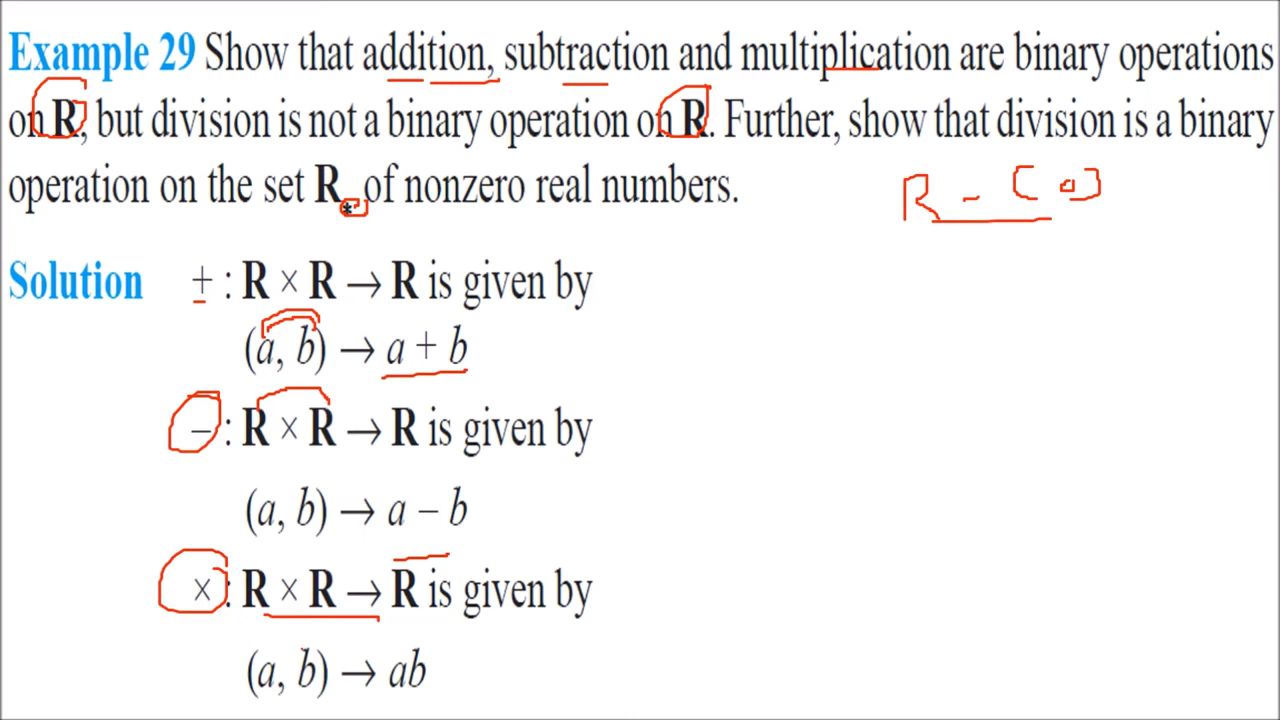 Example 29 Show that addition, subtraction and multiplication are binary operations
on R, but division is not a binary operation on R. Further, show that division is a binary
operation on the set R* of nonzero real numbers.
R - {0}
Solution + : R × R → R is given by
(a, b) → a + b
– : R × R → R is given by
(a, b) → a – b
× : R × R → R is given by
(a, b) → ab